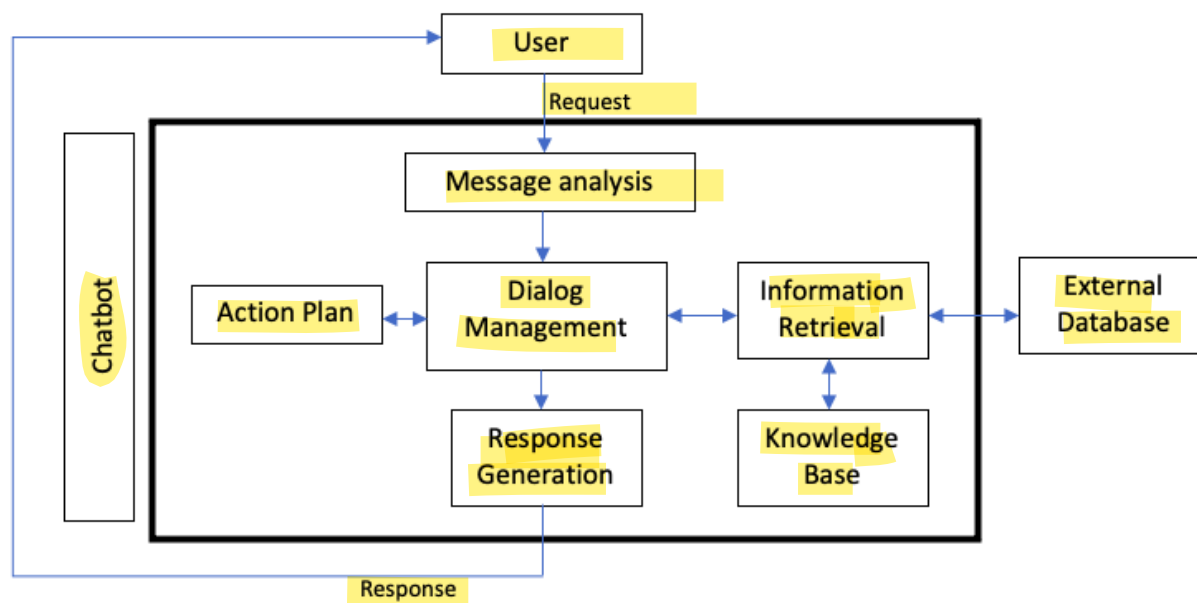 User
Request
Message analysis
Chatbot
Action Plan
Dialog
Management
Information
Retrieval
External
Database
Response
Generation
Knowledge
Base
Response